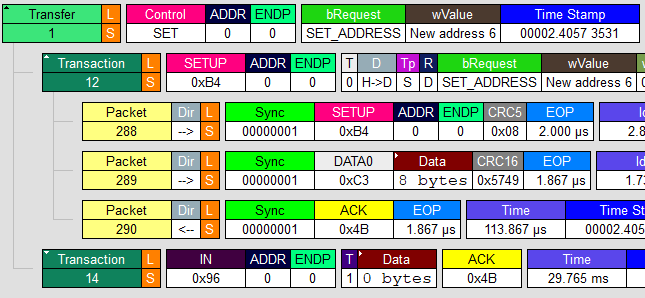 Transfer L Control ADDR ENDP bRequest wValue Time Stamp
1 S SET 0 0 SET_ADDRESS New address 6 00002.4057 3531
Transaction L SETUP ADDR ENDP T D Tp R bRequest wValue
12 S 0xB4 0 0 0 H->D S D SET_ADDRESS New address 6
Packet Dir L Sync SETUP ADDR ENDP CRC5 EOP
288 --> S 00000001 0xB4 0 0 0x08 2.000 µs 2.8
Packet Dir L Sync DATA0 Data CRC16 EOP
289 --> S 00000001 0xC3 8 bytes 0x5749 1.867 µs
Packet Dir L Sync ACK EOP Time Time
290 <-- S 00000001 0x4B 1.867 µs 113.867 µs 00002.405
Transaction L IN ADDR ENDP T Data ACK Time
14 S 0x96 0 0 1 0 bytes 0x4B 29.765 ms